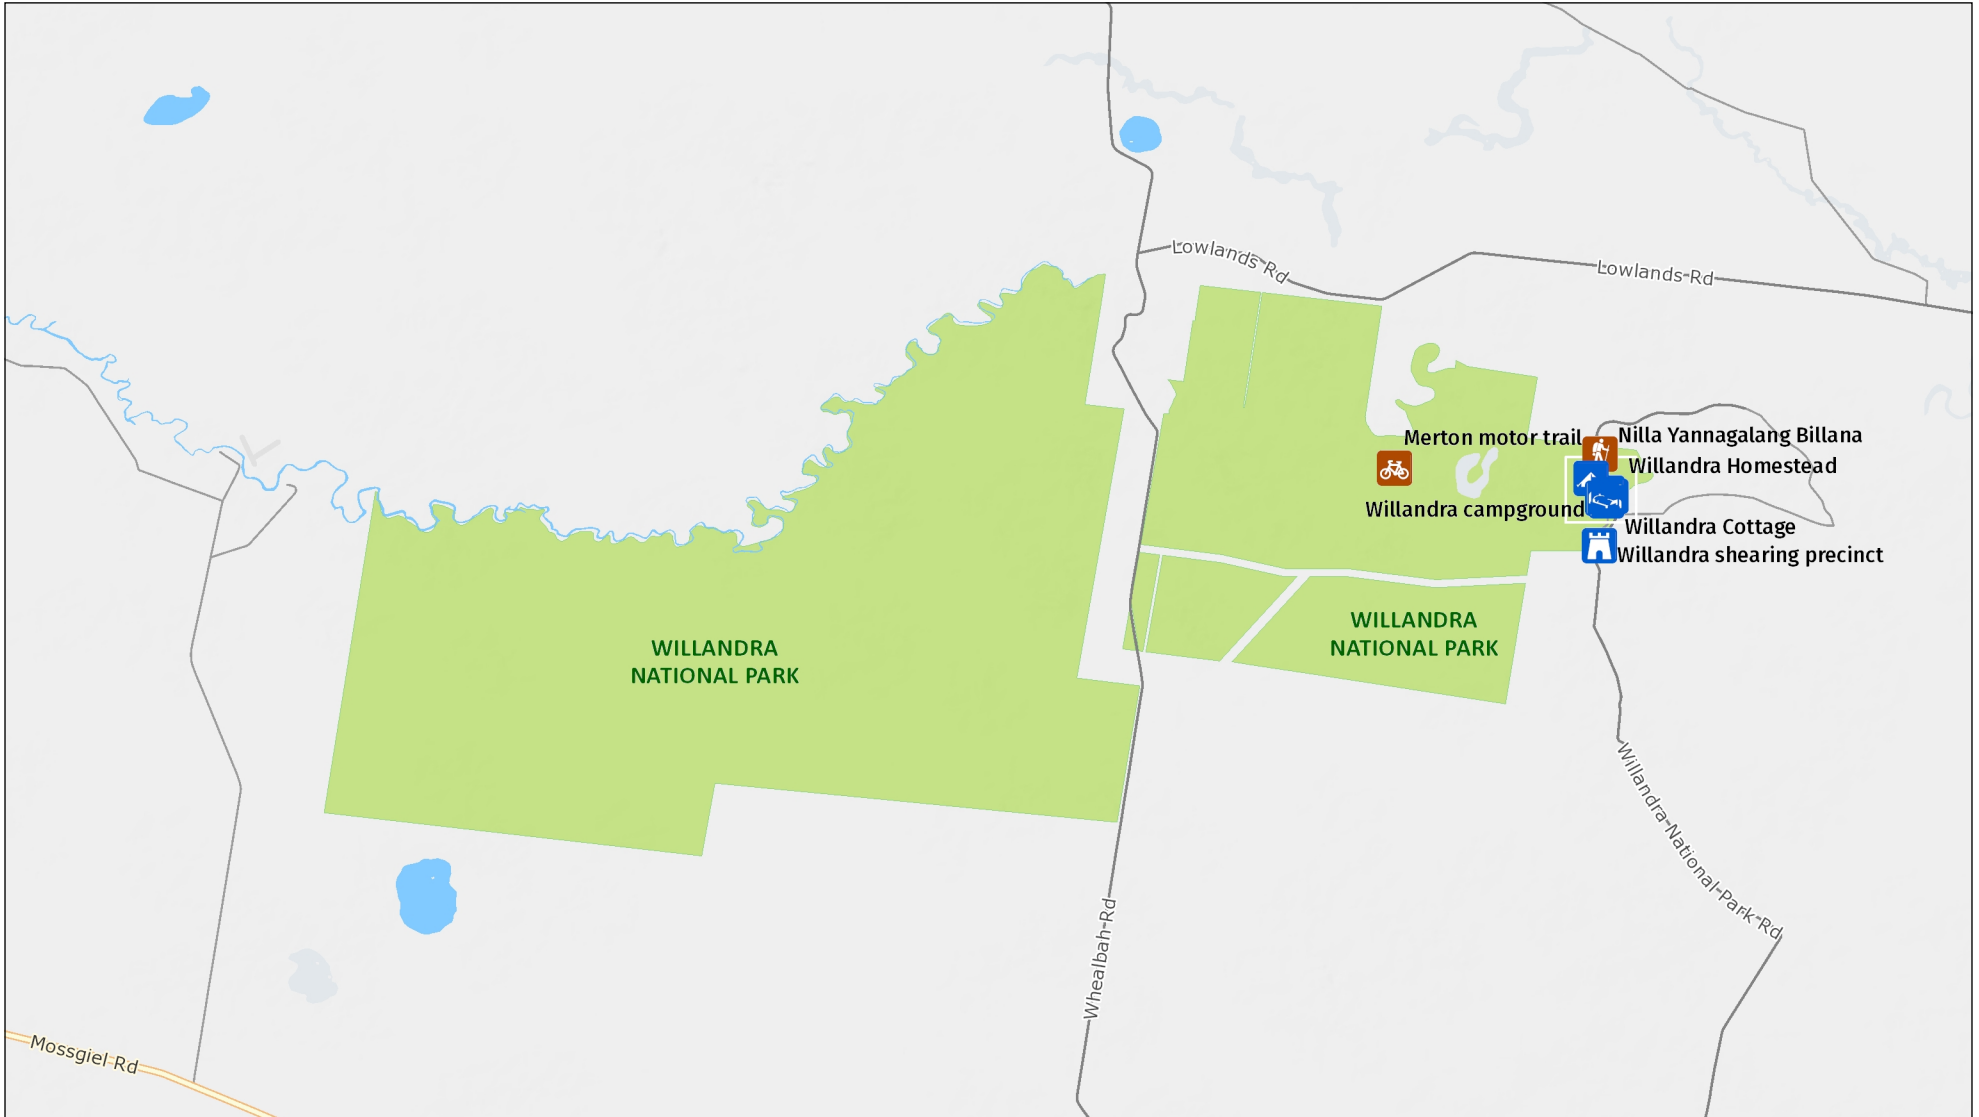 Lowlands Rd
Lowlands Rd
Merton motor trail
Nilla Yannagalang Billana
Willandra Homestead
Willandra campground
Willandra Cottage
Willandra shearing precinct
WILLANDRA
NATIONAL PARK
WILLANDRA
NATIONAL PARK
Willandra-National-Park-Rd
Whealbah-Rd
Mossgiel Rd